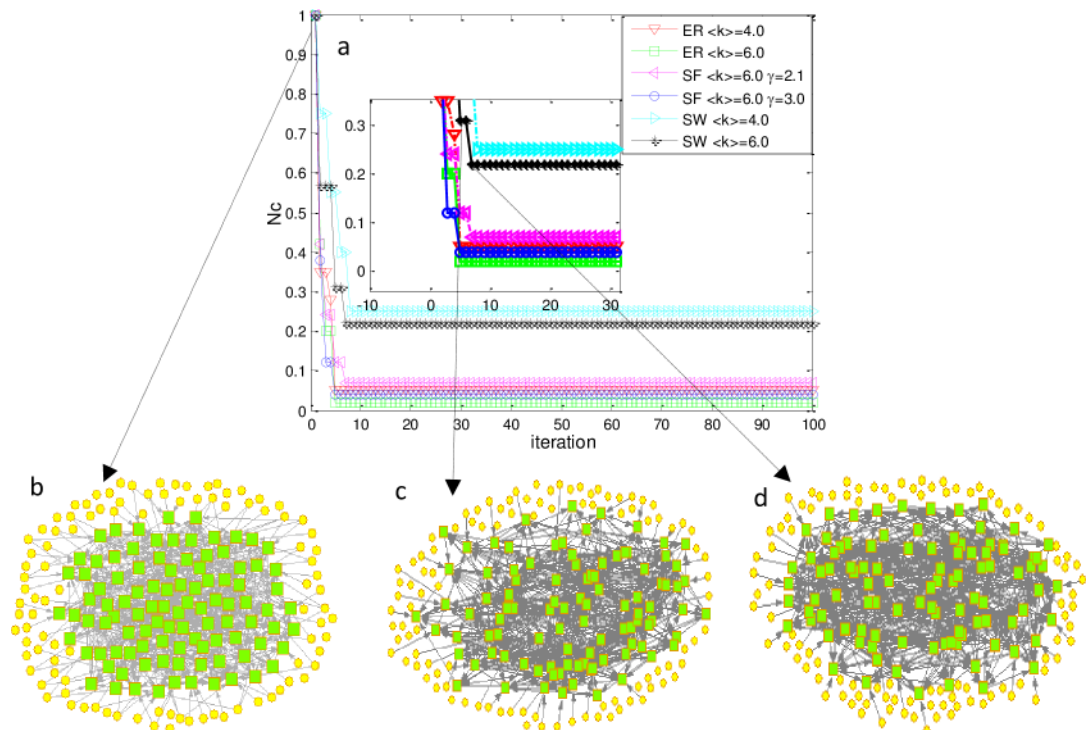 a
Nc
1
0.9
0.8
0.7
0.6
0.5
0.4
0.3
0.2
0.1
0
0 10 20 30 40 50 60 70 80 90 100
iteration
ER <k>=4.0
ER <k>=6.0
SF <k>=6.0 γ=2.1
SF <k>=6.0 γ=3.0
SW <k>=4.0
SW <k>=6.0
0.3
0.2
0.1
0
-10 0 10 20 30
b
c
d